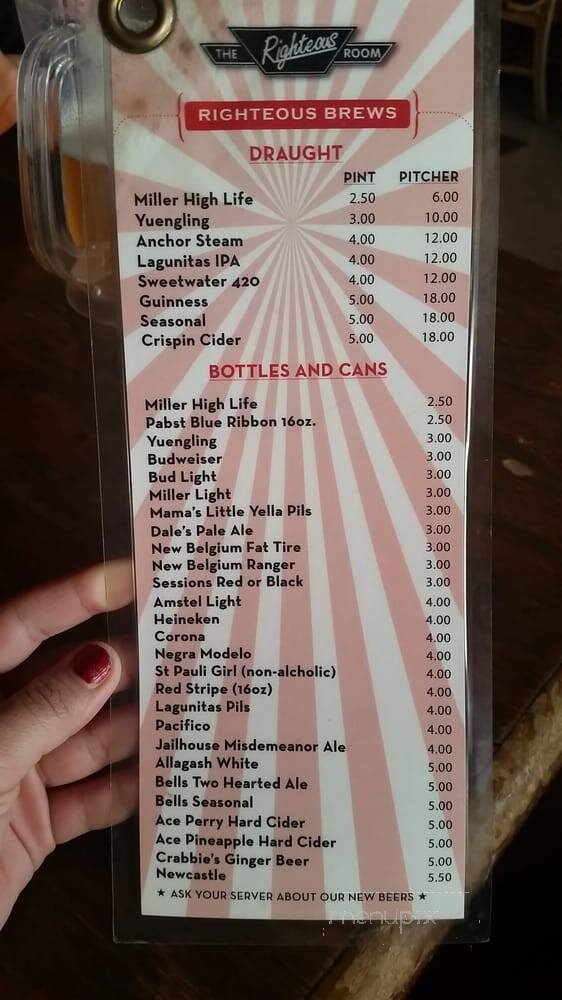 THE Righteous ROOM
RIGHTEOUS BREWS
DRAUGHT
PINT PITCHER
Miller High Life 2.50 6.00
Yuengling 3.00 10.00
Anchor Steam 4.00 12.00
Lagunitas IPA 4.00 12.00
Sweetwater 420 4.00 12.00
Guinness 5.00 18.00
Seasonal 5.00 18.00
Crispin Cider 5.00 18.00
BOTTLES AND CANS
Miller High Life 2.50
Pabst Blue Ribbon 16oz. 2.50
Yuengling 3.00
Budweiser 3.00
Bud Light 3.00
Miller Light 3.00
Mama's Little Yella Pils 3.00
Dale's Pale Ale 3.00
New Belgium Fat Tire 3.00
New Belgium Ranger 3.00
Sessions Red or Black 3.00
Amstel Light 4.00
Heineken 4.00
Corona 4.00
Negra Modelo 4.00
St Pauli Girl (non-alcholic) 4.00
Red Stripe (16oz) 4.00
Lagunitas Pils 4.00
Pacifico 4.00
Jailhouse Misdemeanor Ale 4.00
Allagash White 5.00
Bells Two Hearted Ale 5.00
Bells Seasonal 5.00
Ace Perry Hard Cider 5.00
Ace Pineapple Hard Cider 5.00
Crabbie's Ginger Beer 5.00
Newcastle 5.50
★ ASK YOUR SERVER ABOUT OUR NEW BEERS ★
menupix